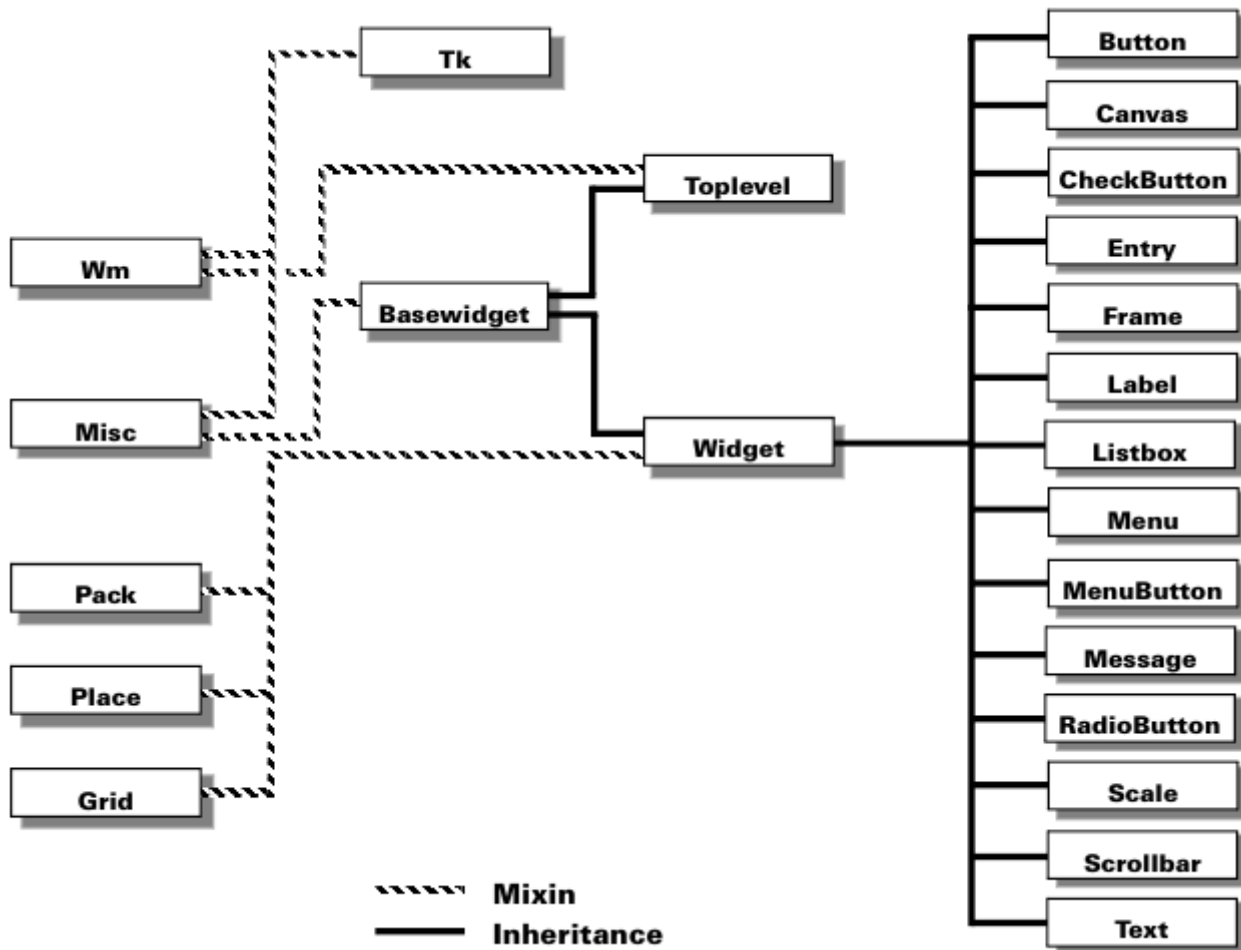 Tk
Toplevel
Wm
Basewidget
Misc
Widget
Pack
Place
Grid
Button
Canvas
CheckButton
Entry
Frame
Label
Listbox
Menu
MenuButton
Message
RadioButton
Scale
Scrollbar
Text
Mixin
Inheritance